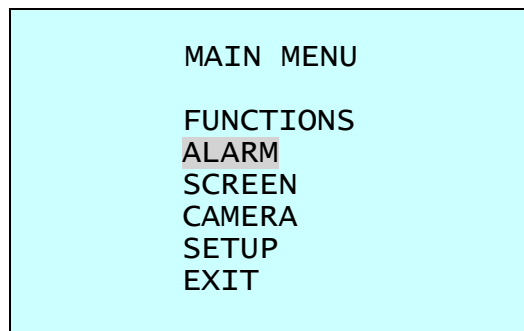 MAIN MENU
FUNCTIONS
ALARM
SCREEN
CAMERA
SETUP
EXIT